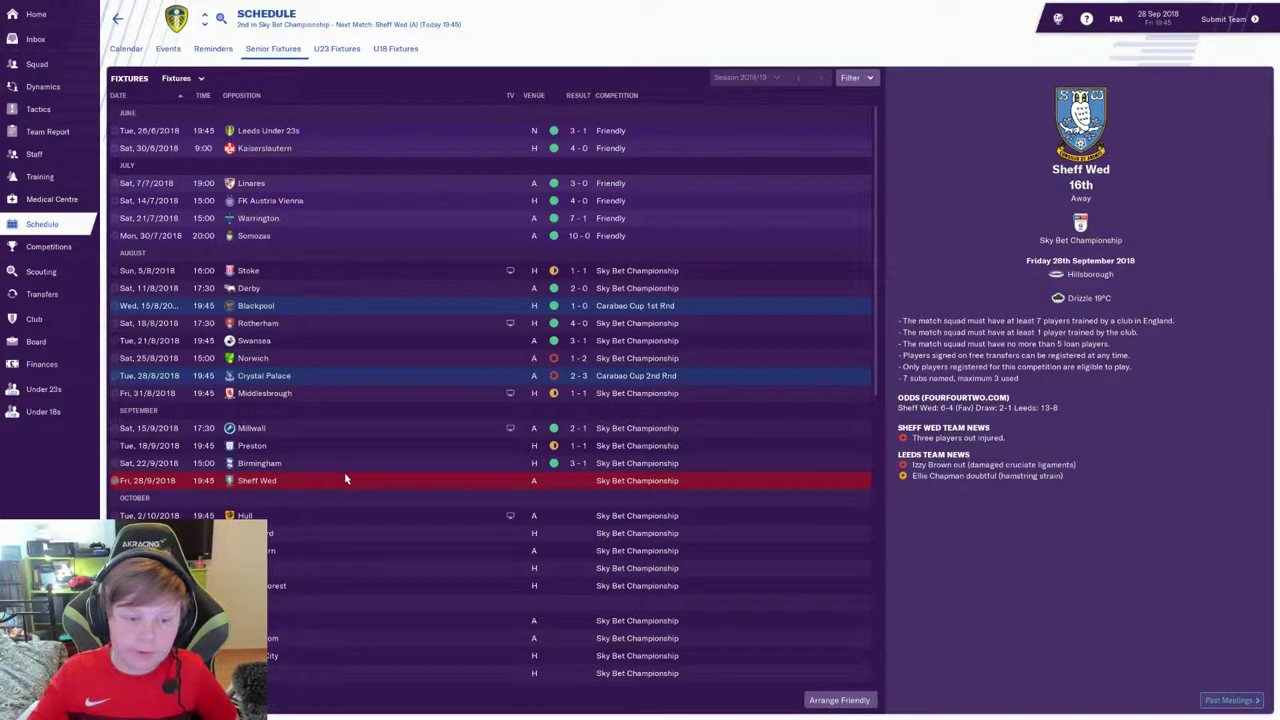 SCHEDULE
2nd in Sky Bet Championship - Next Match: Sheff Wed (A) (Today 19:45)
FM
28 Sep 2018
Fri 19:45
Submit Team
Home
Inbox
Squad
Dynamics
Tactics
Team Report
Staff
Training
Medical Centre
Schedule
Competitions
Scouting
Transfers
Club
Board
Finances
Under 23s
Under 18s
Calendar Events Reminders Senior Fixtures U23 Fixtures U18 Fixtures
FIXTURES Fixtures Season 2018/19 Filter
DATE TIME OPPOSITION TV VENUE RESULT COMPETITION
JUNE
Tue, 26/6/2018 19:45 Leeds Under 23s N 3 - 1 Friendly
Sat, 30/6/2018 9:00 Kaiserslautern H 4 - 0 Friendly
JULY
Sat, 7/7/2018 19:00 Linares A 3 - 0 Friendly
Sat, 14/7/2018 15:00 FK Austria Vienna H 4 - 0 Friendly
Sat, 21/7/2018 15:00 Warrington A 7 - 1 Friendly
Mon, 30/7/2018 20:00 Somozas A 10 - 0 Friendly
AUGUST
Sun, 5/8/2018 16:00 Stoke H 1 - 1 Sky Bet Championship
Sat, 11/8/2018 17:30 Derby A 2 - 0 Sky Bet Championship
Wed, 15/8/20... 19:45 Blackpool H 1 - 0 Carabao Cup 1st Rnd
Sat, 18/8/2018 17:30 Rotherham H 4 - 0 Sky Bet Championship
Tue, 21/8/2018 19:45 Swansea A 3 - 1 Sky Bet Championship
Sat, 25/8/2018 15:00 Norwich A 1 - 2 Sky Bet Championship
Tue, 28/8/2018 19:45 Crystal Palace A 2 - 3 Carabao Cup 2nd Rnd
Fri, 31/8/2018 19:45 Middlesbrough H 1 - 1 Sky Bet Championship
SEPTEMBER
Sat, 15/9/2018 17:30 Millwall A 2 - 1 Sky Bet Championship
Tue, 18/9/2018 19:45 Preston H 1 - 1 Sky Bet Championship
Sat, 22/9/2018 15:00 Birmingham H 3 - 1 Sky Bet Championship
Fri, 28/9/2018 19:45 Sheff Wed A Sky Bet Championship
OCTOBER
Tue, 2/10/2018 19:45 Hull A Sky Bet Championship
rd H Sky Bet Championship
rn A Sky Bet Championship
H Sky Bet Championship
orest H Sky Bet Championship
A Sky Bet Championship
om A Sky Bet Championship
City H Sky Bet Championship
H Sky Bet Championship
Arrange Friendly
SW
Sheff Wed
16th
Away
Sky Bet Championship
Friday 28th September 2018
Hillsborough
Drizzle 19°C
- The match squad must have at least 7 players trained by a club in England.
- The match squad must have at least 1 player trained by the club.
- The match squad must have no more than 5 loan players.
- Players signed on free transfers can be registered at any time.
- Only players registered for this competition are eligible to play.
- 7 subs named, maximum 3 used
ODDS (FOURFOURTWO.COM)
Sheff Wed: 6-4 (Fav) Draw: 2-1 Leeds: 13-8
SHEFF WED TEAM NEWS
Three players out injured.
LEEDS TEAM NEWS
Izzy Brown out (damaged cruciate ligaments)
Ellis Chapman doubtful (hamstring strain)
Past Meetings
AKRACING